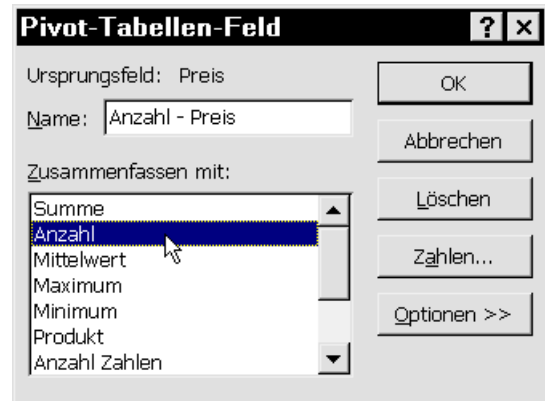 Pivot-Tabellen-Feld
Ursprungsfeld: Preis
Name: Anzahl - Preis
Zusammenfassen mit:
Summe
Anzahl
Mittelwert
Maximum
Minimum
Produkt
Anzahl Zahlen
OK
Abbrechen
Löschen
Zahlen...
Optionen >>